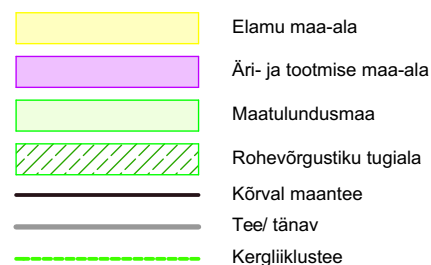 Elamu maa-ala
Äri- ja tootmise maa-ala
Maatulundusmaa
Rohevõrgustiku tugiala
Kõrval maantee
Tee/ tänav
Kergliiklustee